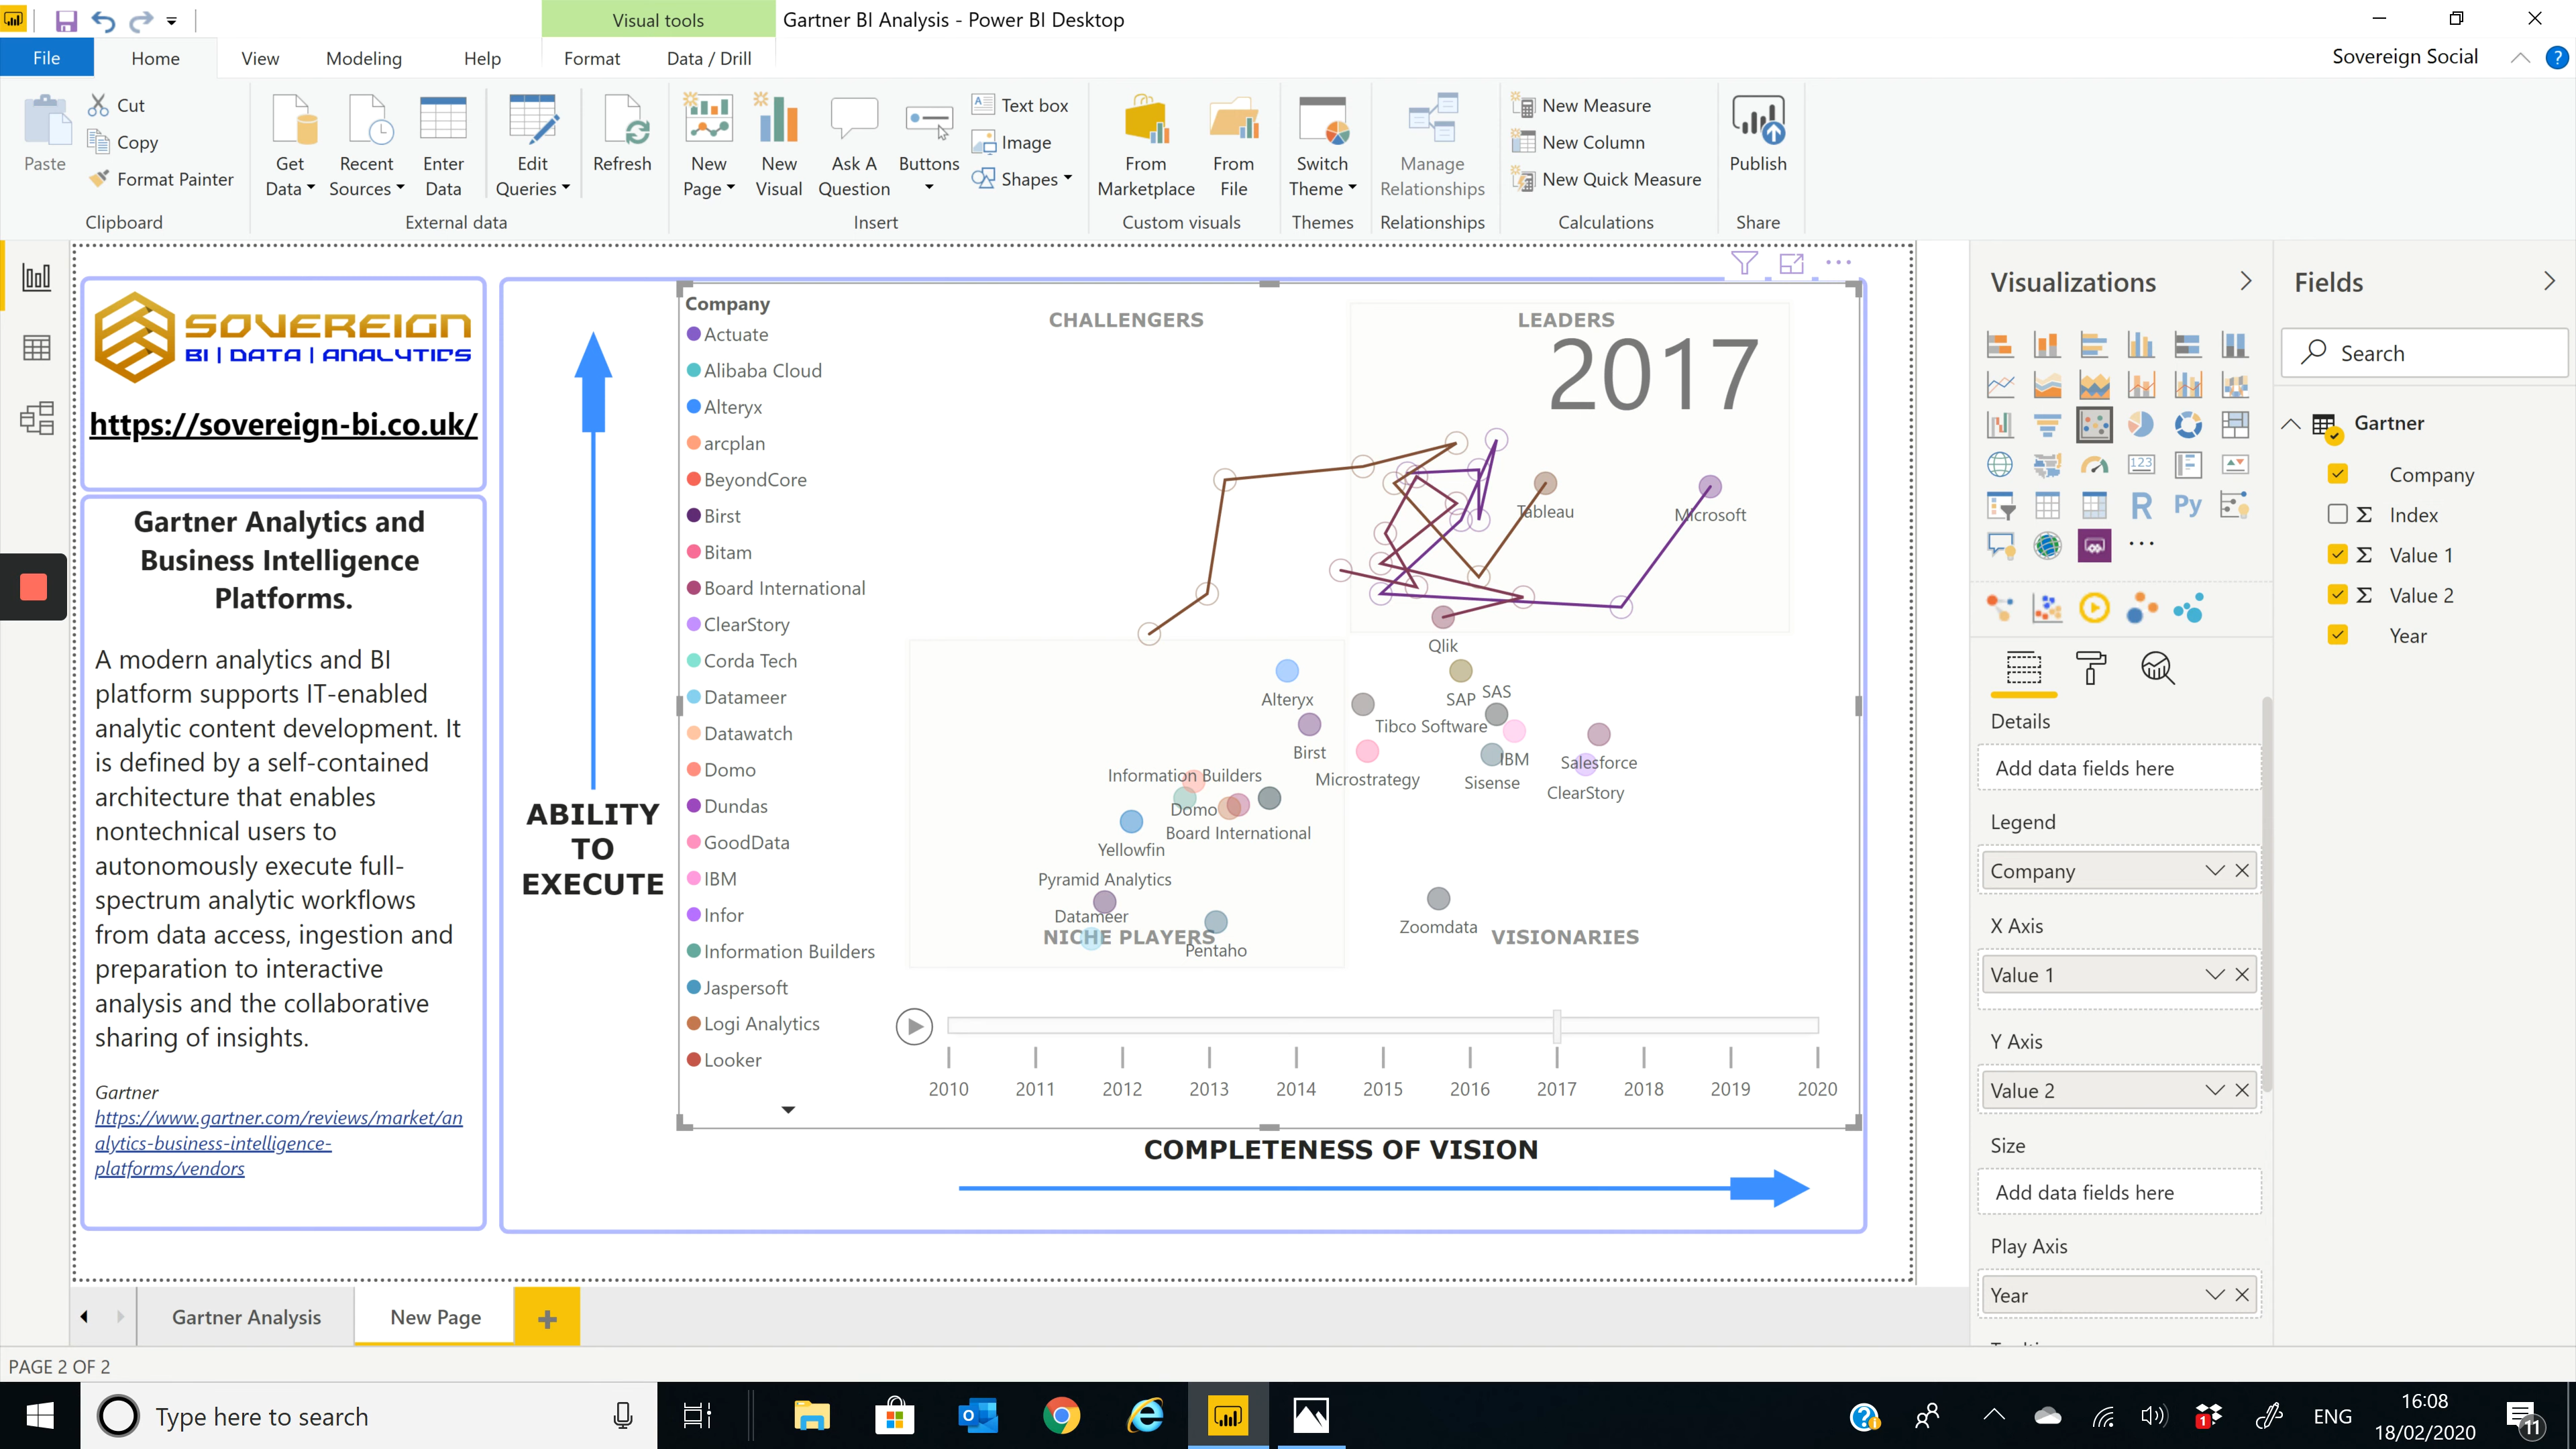 Visual tools
Gartner BI Analysis - Power BI Desktop
File
Home
View
Modeling
Help
Format
Data / Drill
Sovereign Social
?
Paste
Cut
Copy
Format Painter
Clipboard
Get Data
Recent Sources
Enter Data
External data
Edit Queries
Refresh
New Page
New Visual
Ask A Question
Buttons
Text box
Image
Shapes
Insert
From Marketplace
From File
Custom visuals
Switch Theme
Themes
Manage Relationships
Relationships
New Measure
New Column
New Quick Measure
Calculations
Publish
Share
SOVEREIGN
BI | DATA | ANALYTICS
https://sovereign-bi.co.uk/
Gartner Analytics and
Business Intelligence
Platforms.
A modern analytics and BI
platform supports IT-enabled
analytic content development. It
is defined by a self-contained
architecture that enables
nontechnical users to
autonomously execute full-
spectrum analytic workflows
from data access, ingestion and
preparation to interactive
analysis and the collaborative
sharing of insights.
Gartner
https://www.gartner.com/reviews/market/an
alytics-business-intelligence-
platforms/vendors
ABILITY
TO
EXECUTE
Company
Actuate
Alibaba Cloud
Alteryx
arcplan
BeyondCore
Birst
Bitam
Board International
ClearStory
Corda Tech
Datameer
Datawatch
Domo
Dundas
GoodData
IBM
Infor
Information Builders
Jaspersoft
Logi Analytics
Looker
CHALLENGERS
LEADERS
2017
Tableau
Microsoft
Qlik
Alteryx
SAP
SAS
Tibco Software
Birst
IBM
Salesforce
Information Builders
Microstrategy
Sisense
ClearStory
Domo
Board International
Yellowfin
Pyramid Analytics
Datameer
Zoomdata
NICHE PLAYERS
VISIONARIES
Pentaho
2010
2011
2012
2013
2014
2015
2016
2017
2018
2019
2020
COMPLETENESS OF VISION
Visualizations
123
R
Py
Details
Add data fields here
Legend
Company
X Axis
Value 1
Y Axis
Value 2
Size
Add data fields here
Play Axis
Year
Fields
Search
Gartner
Company
Σ Index
Σ Value 1
Σ Value 2
Year
Gartner Analysis
New Page
PAGE 2 OF 2
Type here to search
1
ENG
16:08
18/02/2020
11